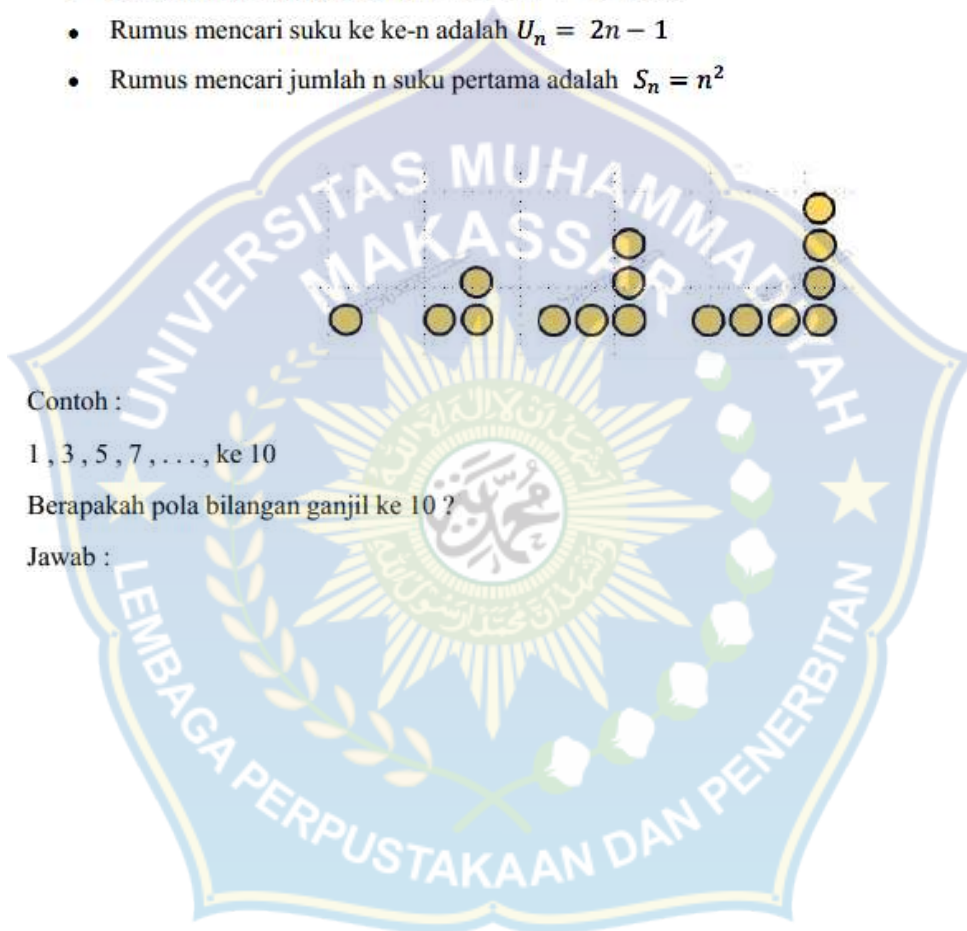 • Rumus mencari suku ke ke-n adalah Uₙ = 2n − 1
• Rumus mencari jumlah n suku pertama adalah Sₙ = n²
UNIVERSITAS MUHAMMADIYAH
MAKASSAR
Contoh :
1 , 3 , 5 , 7 , . . . , ke 10
Berapakah pola bilangan ganjil ke 10 ?
Jawab :
LEMBAGA PERPUSTAKAAN DAN PENERBITAN